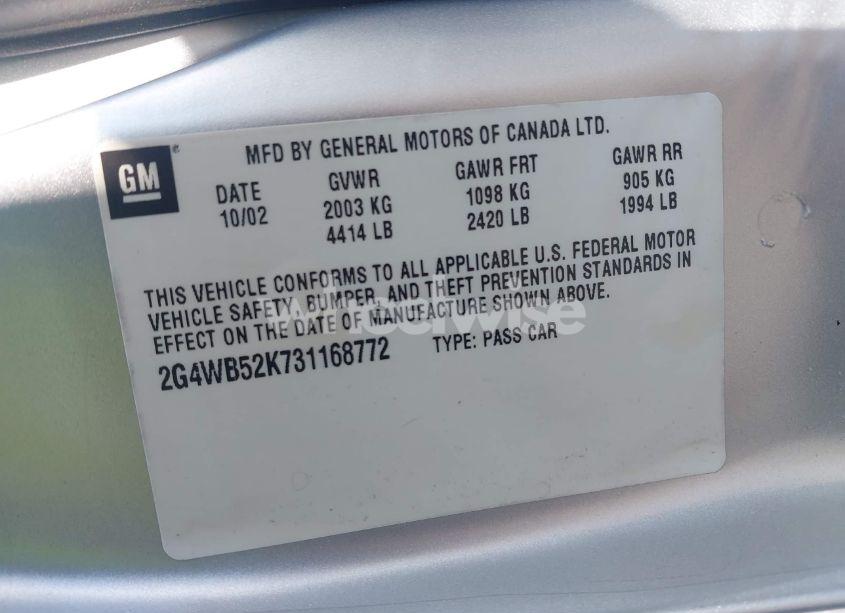 GM
MFD BY GENERAL MOTORS OF CANADA LTD.
DATE GVWR GAWR FRT GAWR RR
10/02 2003 KG 1098 KG 905 KG
4414 LB 2420 LB 1994 LB
THIS VEHICLE CONFORMS TO ALL APPLICABLE U.S. FEDERAL MOTOR
VEHICLE SAFETY, BUMPER, AND THEFT PREVENTION STANDARDS IN
EFFECT ON THE DATE OF MANUFACTURE SHOWN ABOVE.
2G4WB52K731168772 TYPE: PASS CAR
wheelwise